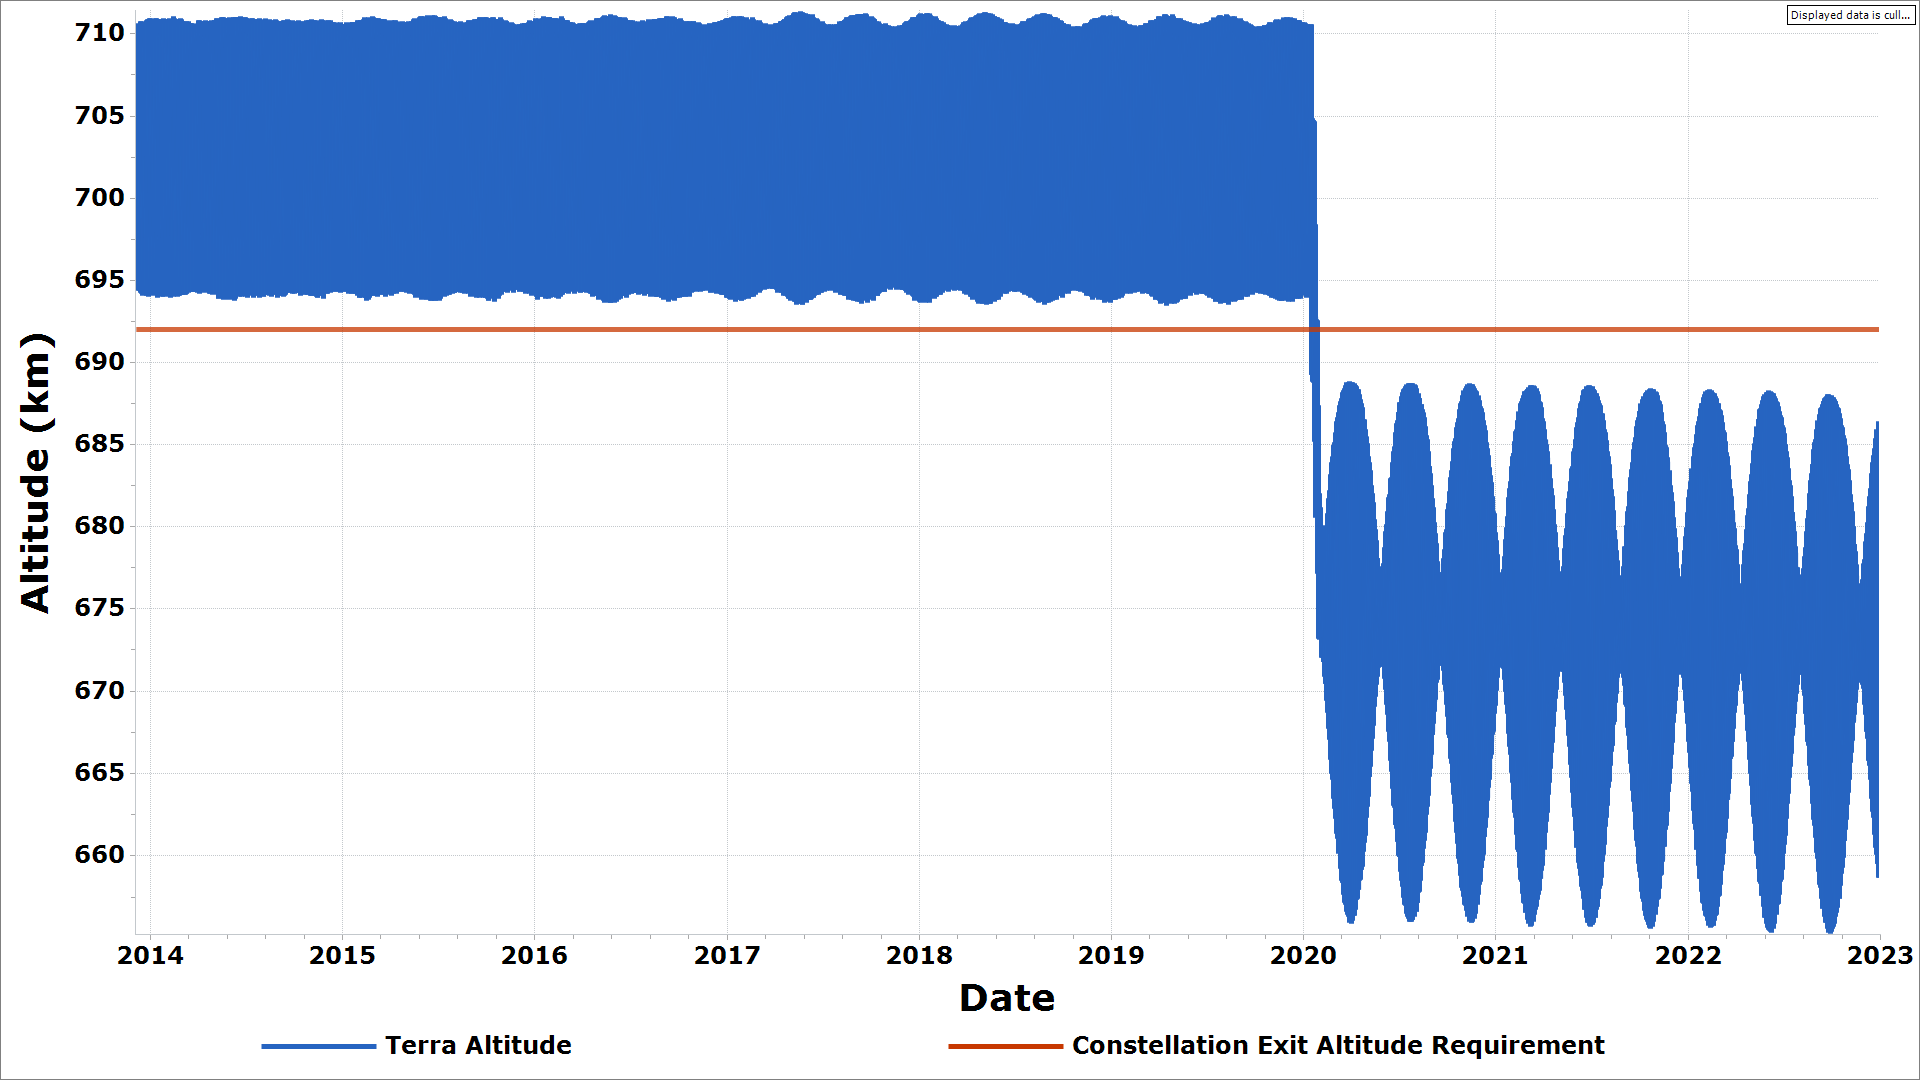 Displayed data is cull...
710
705
700
695
690
685
680
675
670
665
660
Altitude (km)
2014 2015 2016 2017 2018 2019 2020 2021 2022 2023
Date
Terra Altitude
Constellation Exit Altitude Requirement